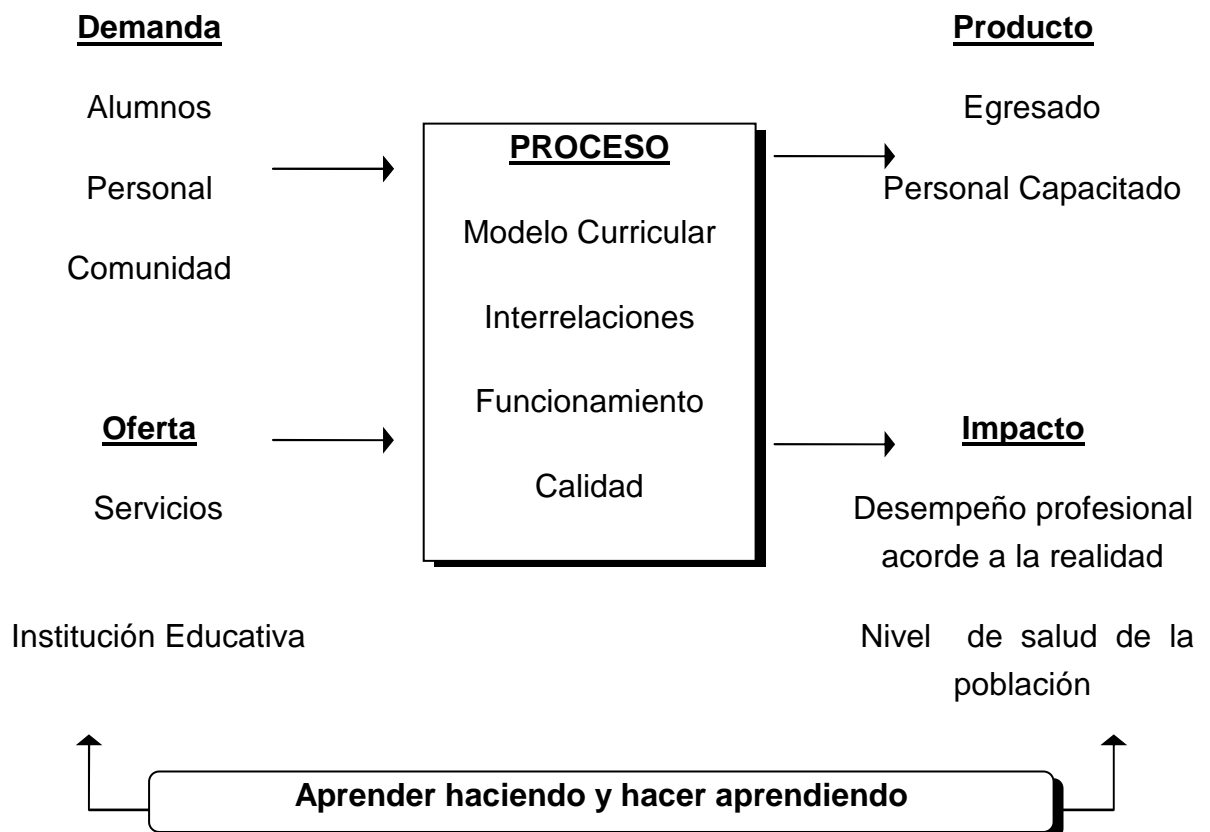 Demanda
Alumnos
Personal
Comunidad
Oferta
Servicios
Institución Educativa
PROCESO
Modelo Curricular
Interrelaciones
Funcionamiento
Calidad
Producto
Egresado
Personal Capacitado
Impacto
Desempeño profesional
acorde a la realidad
Nivel de salud de la
población
Aprender haciendo y hacer aprendiendo